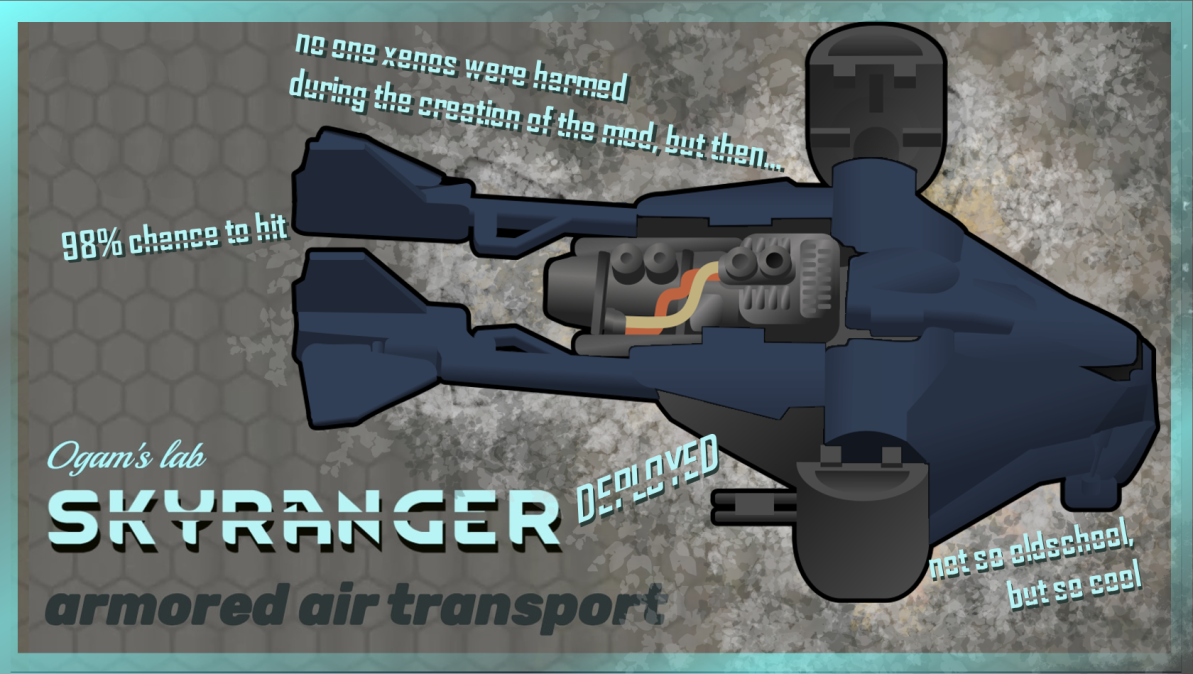 no one xenos were harmed
during the creation of the mod, but then...
98% chance to hit
Ogam's lab
SKYRANGER
DEPLOYED
armored air transport
not so oldschool,
but so cool